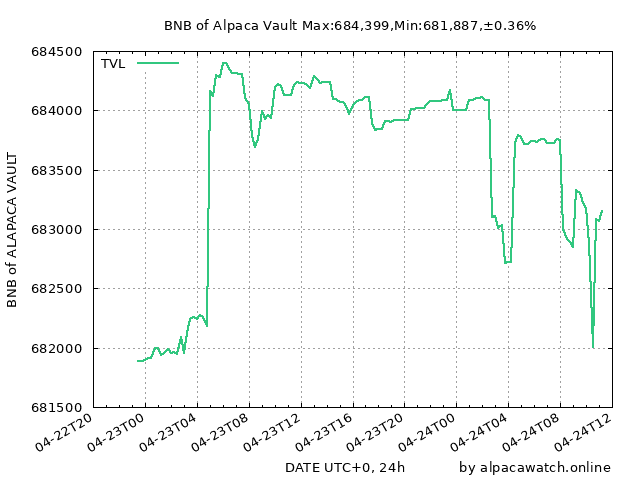 BNB of Alpaca Vault Max:684,399,Min:681,887,±0.36%
TVL
684500
684000
683500
683000
682500
682000
681500
BNB of ALAPACA VAULT
04-22T20
04-23T00
04-23T04
04-23T08
04-23T12
04-23T16
04-23T20
04-24T00
04-24T04
04-24T08
04-24T12
DATE UTC+0, 24h
by alpacawatch.online